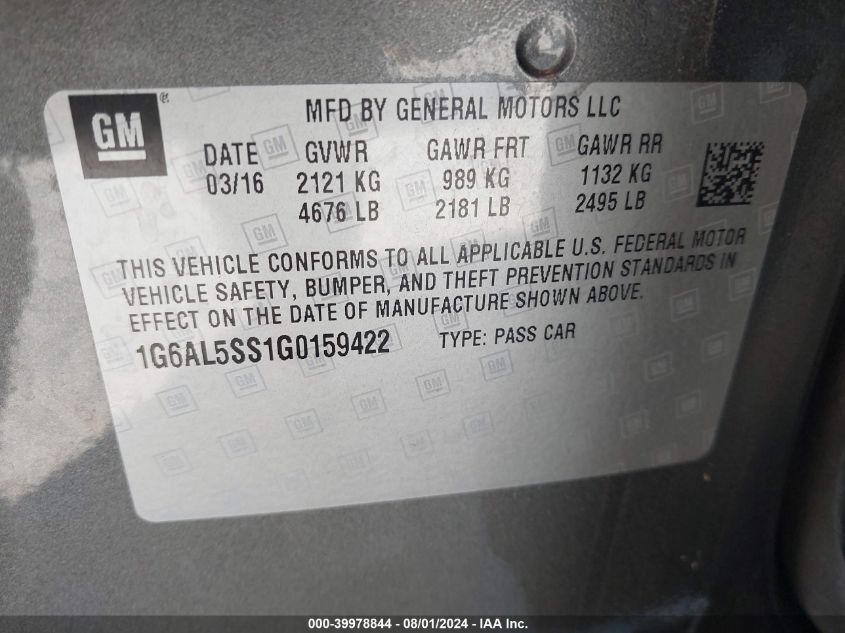 GM ®
MFD BY GENERAL MOTORS LLC
DATE GVWR GAWR FRT GAWR RR
03/16 2121 KG 989 KG 1132 KG
4676 LB 2181 LB 2495 LB
THIS VEHICLE CONFORMS TO ALL APPLICABLE U.S. FEDERAL MOTOR
VEHICLE SAFETY, BUMPER, AND THEFT PREVENTION STANDARDS IN
EFFECT ON THE DATE OF MANUFACTURE SHOWN ABOVE.
1G6AL5SS1G0159422 TYPE: PASS CAR
000-39978844 - 08/01/2024 - IAA Inc.